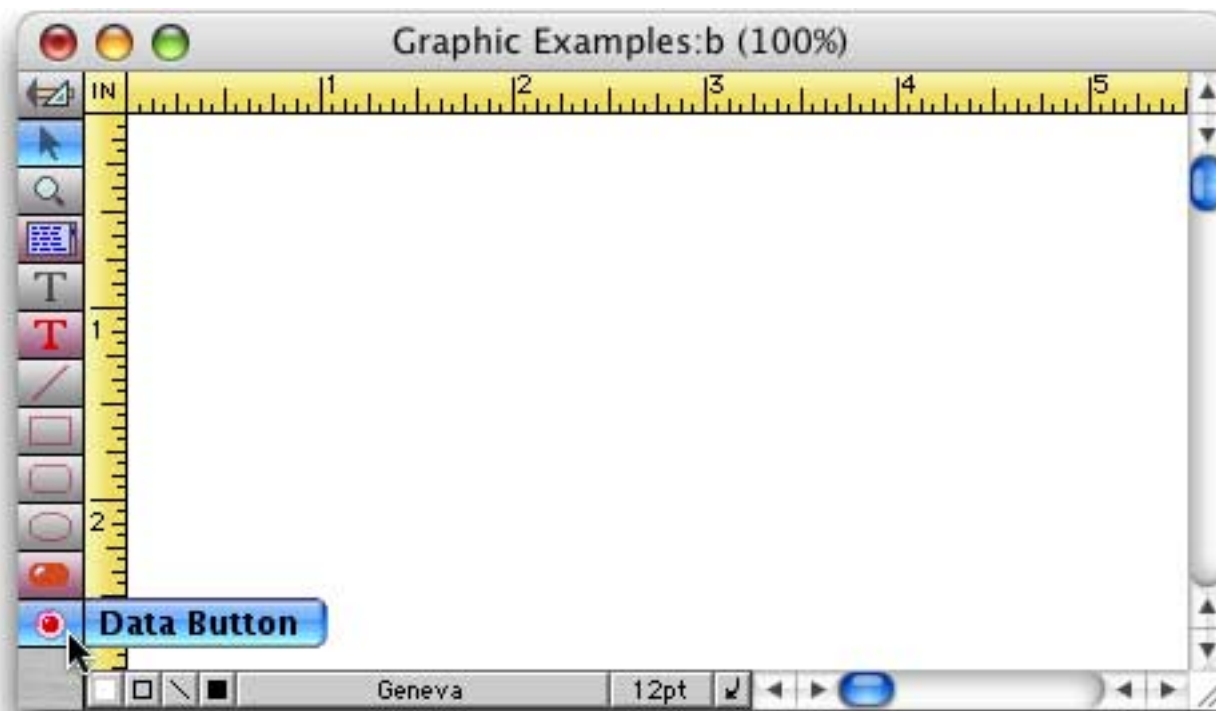 Graphic Examples:b (100%)
IN 1 2 3 4 5
T
T
1
2
Data Button
Geneva 12pt